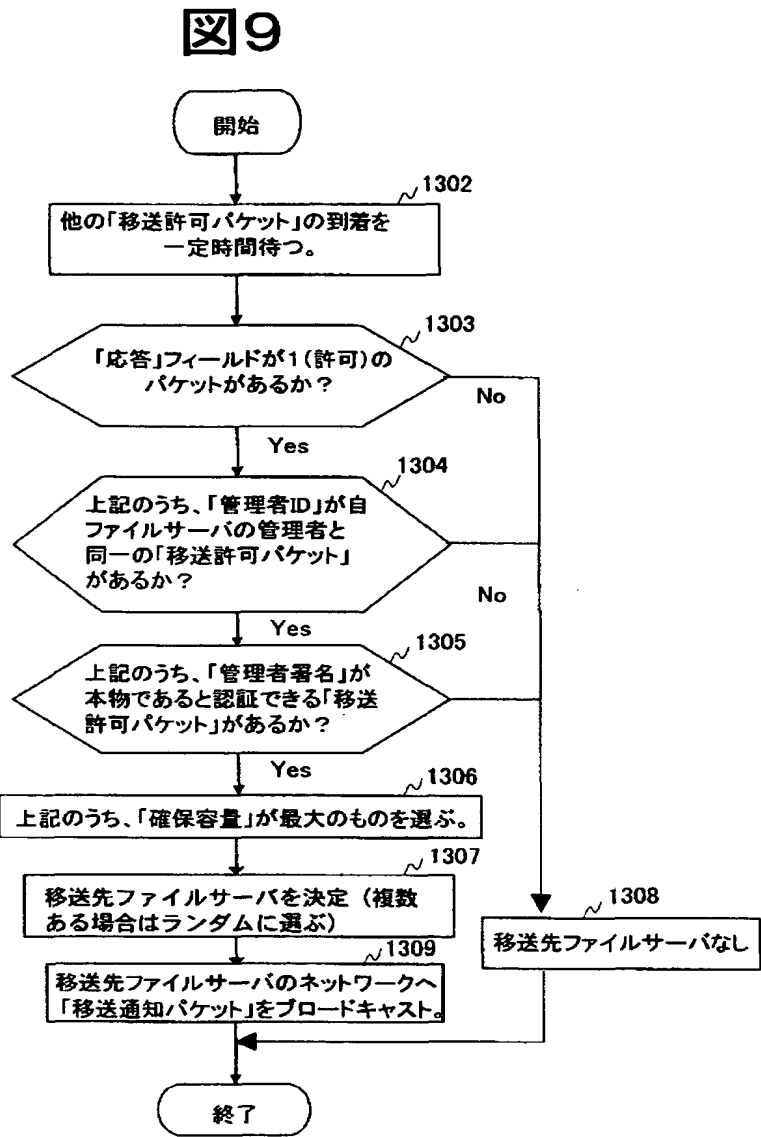 図9
開始
1302
他の「移送許可パケット」の到着を
一定時間待つ。
1303
「応答」フィールドが1(許可)の
パケットがあるか?
No
Yes
1304
上記のうち、「管理者ID」が自
ファイルサーバの管理者と
同一の「移送許可パケット」
があるか?
No
Yes
1305
上記のうち、「管理者署名」が
本物であると認証できる「移送
許可パケット」があるか?
Yes
1306
上記のうち、「確保容量」が最大のものを選ぶ。
1307
移送先ファイルサーバを決定(複数
ある場合はランダムに選ぶ)
1308
移送先ファイルサーバなし
1309
移送先ファイルサーバのネットワークへ
「移送通知パケット」をブロードキャスト。
終了